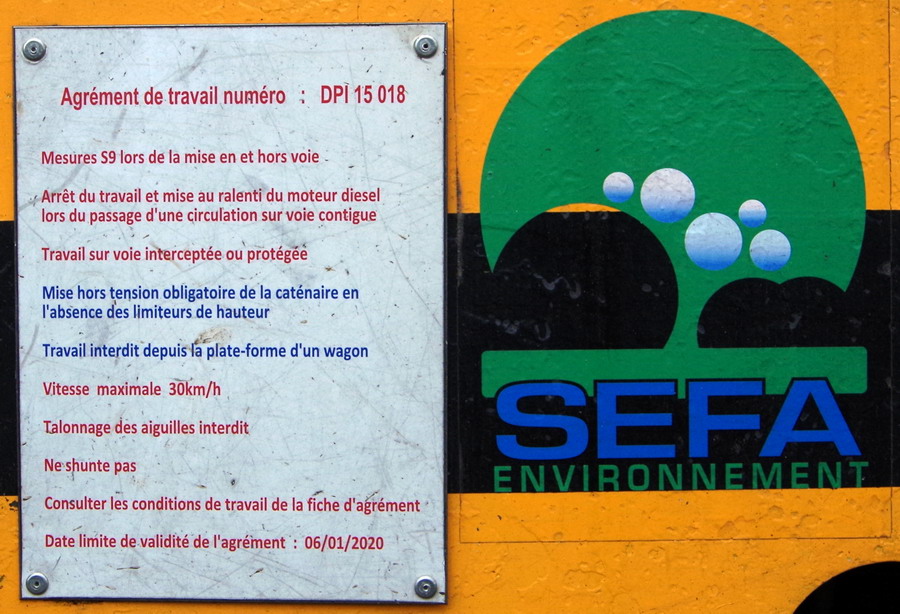 Agrément de travail numéro : DPI 15 018
Mesures S9 lors de la mise en et hors voie
Arrêt du travail et mise au ralenti du moteur diesel
lors du passage d'une circulation sur voie contigue
Travail sur voie interceptée ou protégée
Mise hors tension obligatoire de la caténaire en
l'absence des limiteurs de hauteur
Travail interdit depuis la plate-forme d'un wagon
Vitesse maximale 30km/h
Talonnage des aiguilles interdit
Ne shunte pas
Consulter les conditions de travail de la fiche d'agrément
Date limite de validité de l'agrément : 06/01/2020
SEFA
ENVIRONNEMENT